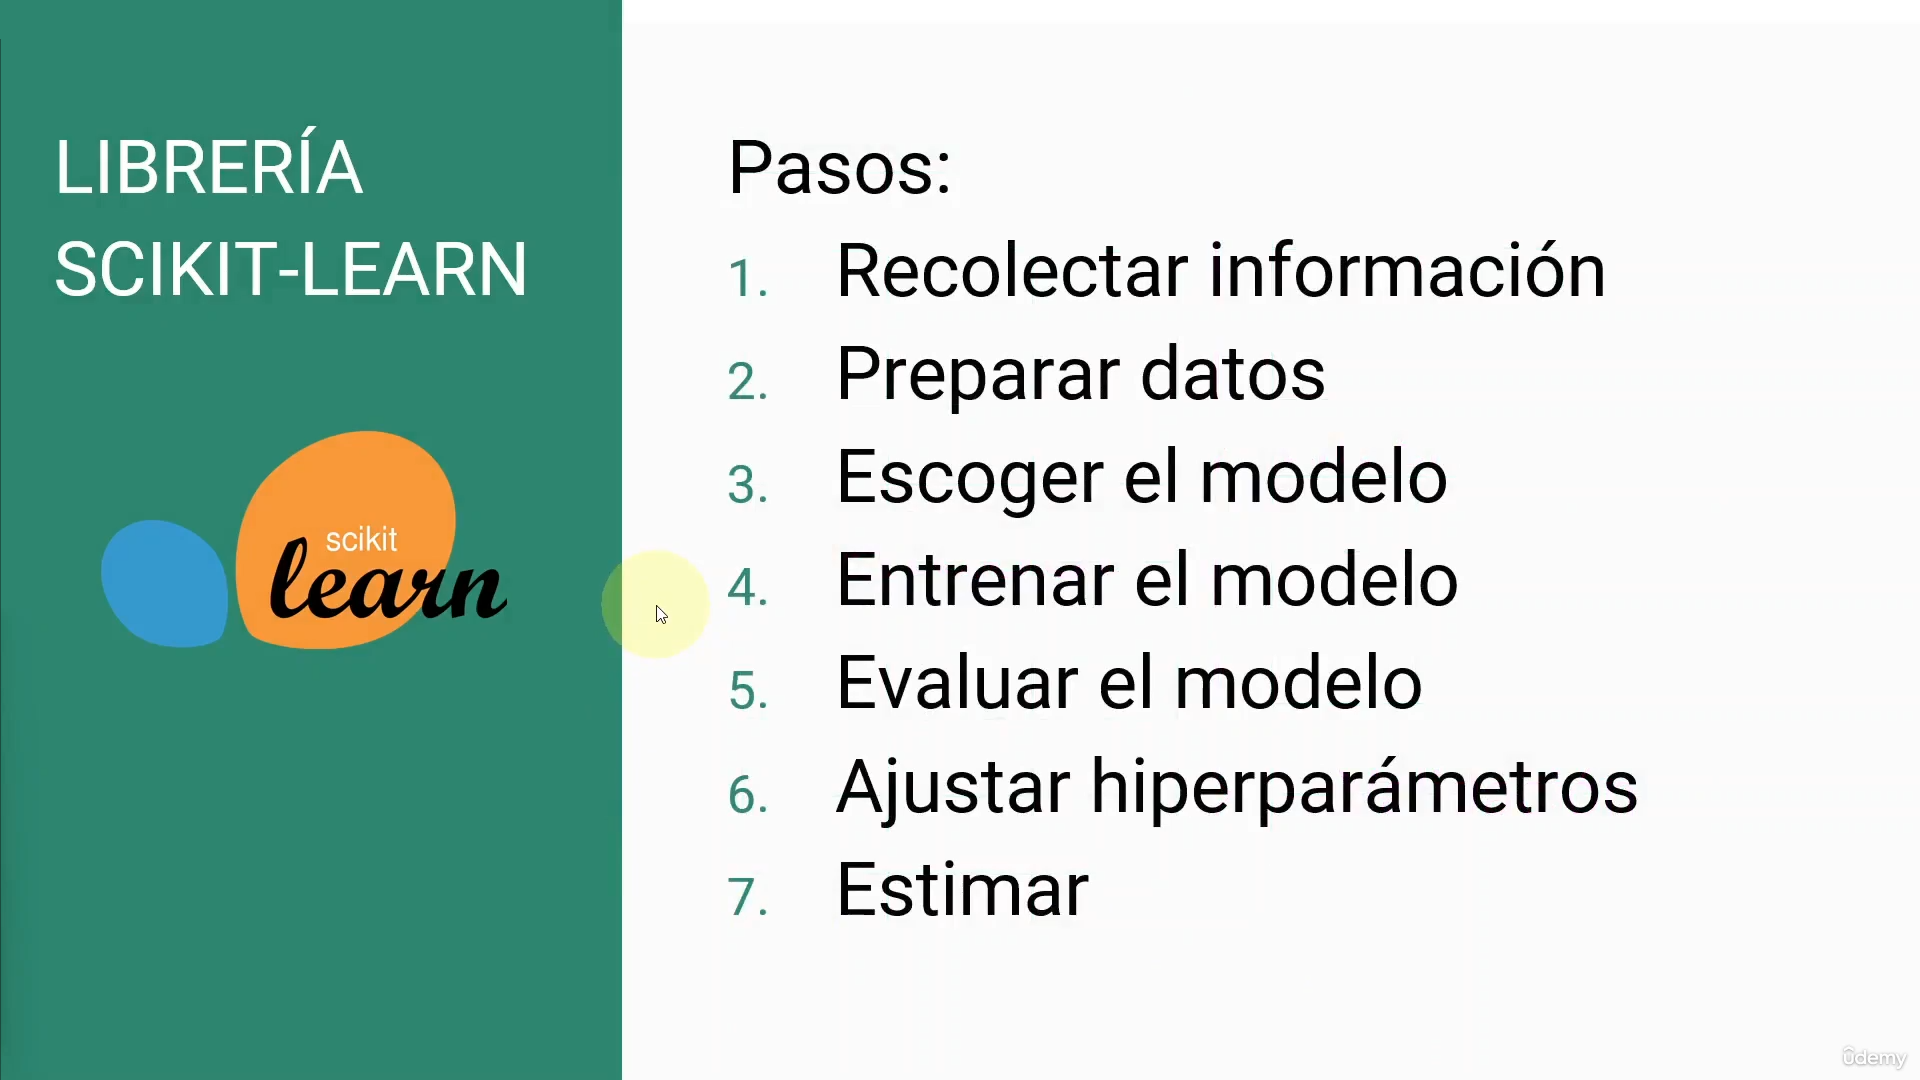 LIBRERÍA
SCIKIT-LEARN
scikit
learn
Pasos:
1. Recolectar información
2. Preparar datos
3. Escoger el modelo
4. Entrenar el modelo
5. Evaluar el modelo
6. Ajustar hiperparámetros
7. Estimar
ûdemy